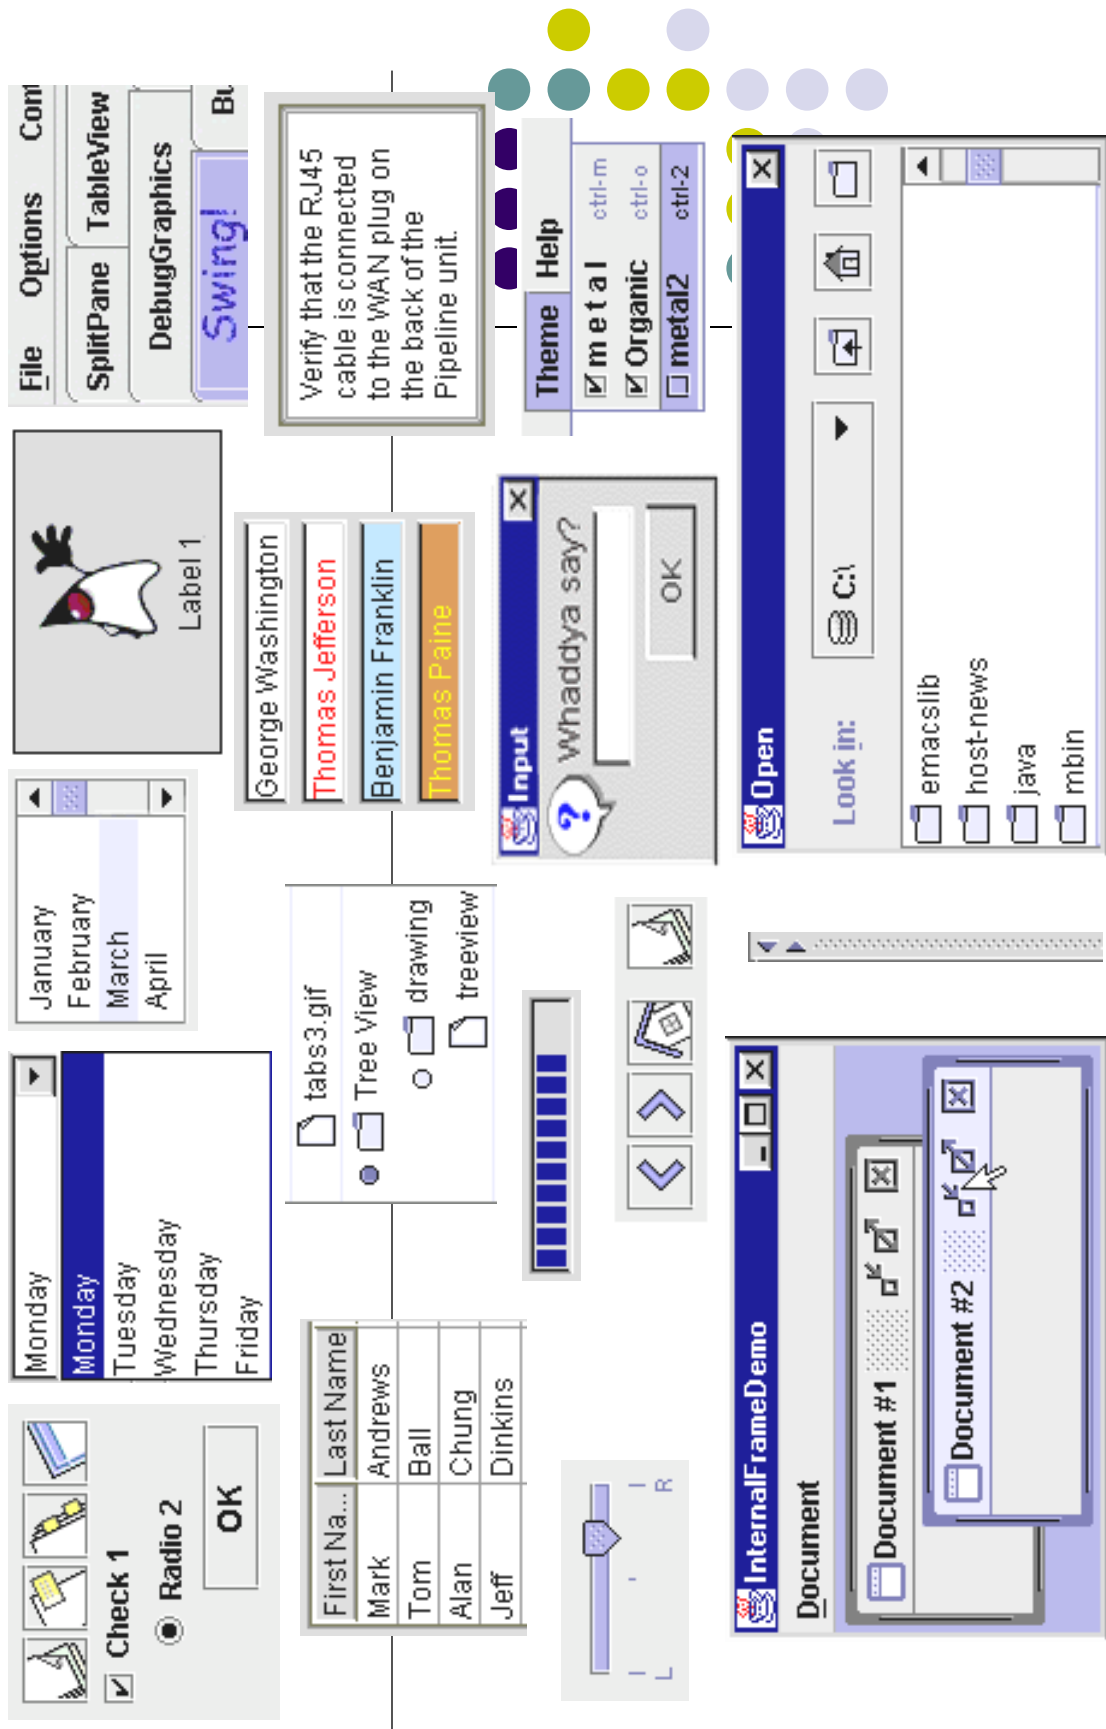 Check 1
Radio 2
OK
Monday
Monday
Tuesday
Wednesday
Thursday
Friday
January
February
March
April
Label 1
File Options
SplitPane TableView
DebugGraphics
Swing!
First Na... Last Name
Mark Andrews
Tom Ball
Alan Chung
Jeff Dinkins
tabs3.gif
Tree View
drawing
treeview
George Washington
Thomas Jefferson
Benjamin Franklin
Thomas Paine
Verify that the RJ45
cable is connected
to the WAN plug on
the back of the
Pipeline unit.
L R
Input
Whaddya say?
OK
Theme Help
metal ctrl-m
Organic ctrl-o
metal2 ctrl-2
InternalFrameDemo
Document
Document #1
Document #2
Open
Look in: C:\
emacslib
host-news
java
mbin